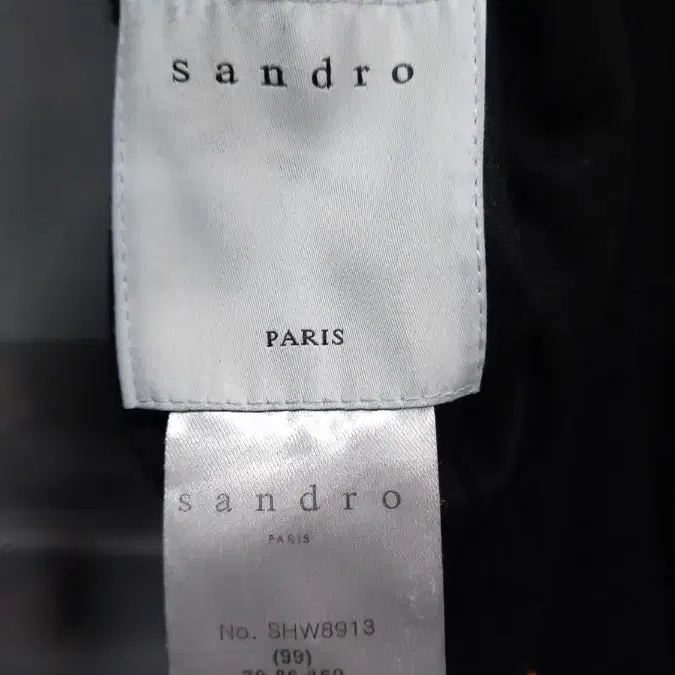 sandro
PARIS
sandro
PARIS
No. SHW8913
(99)